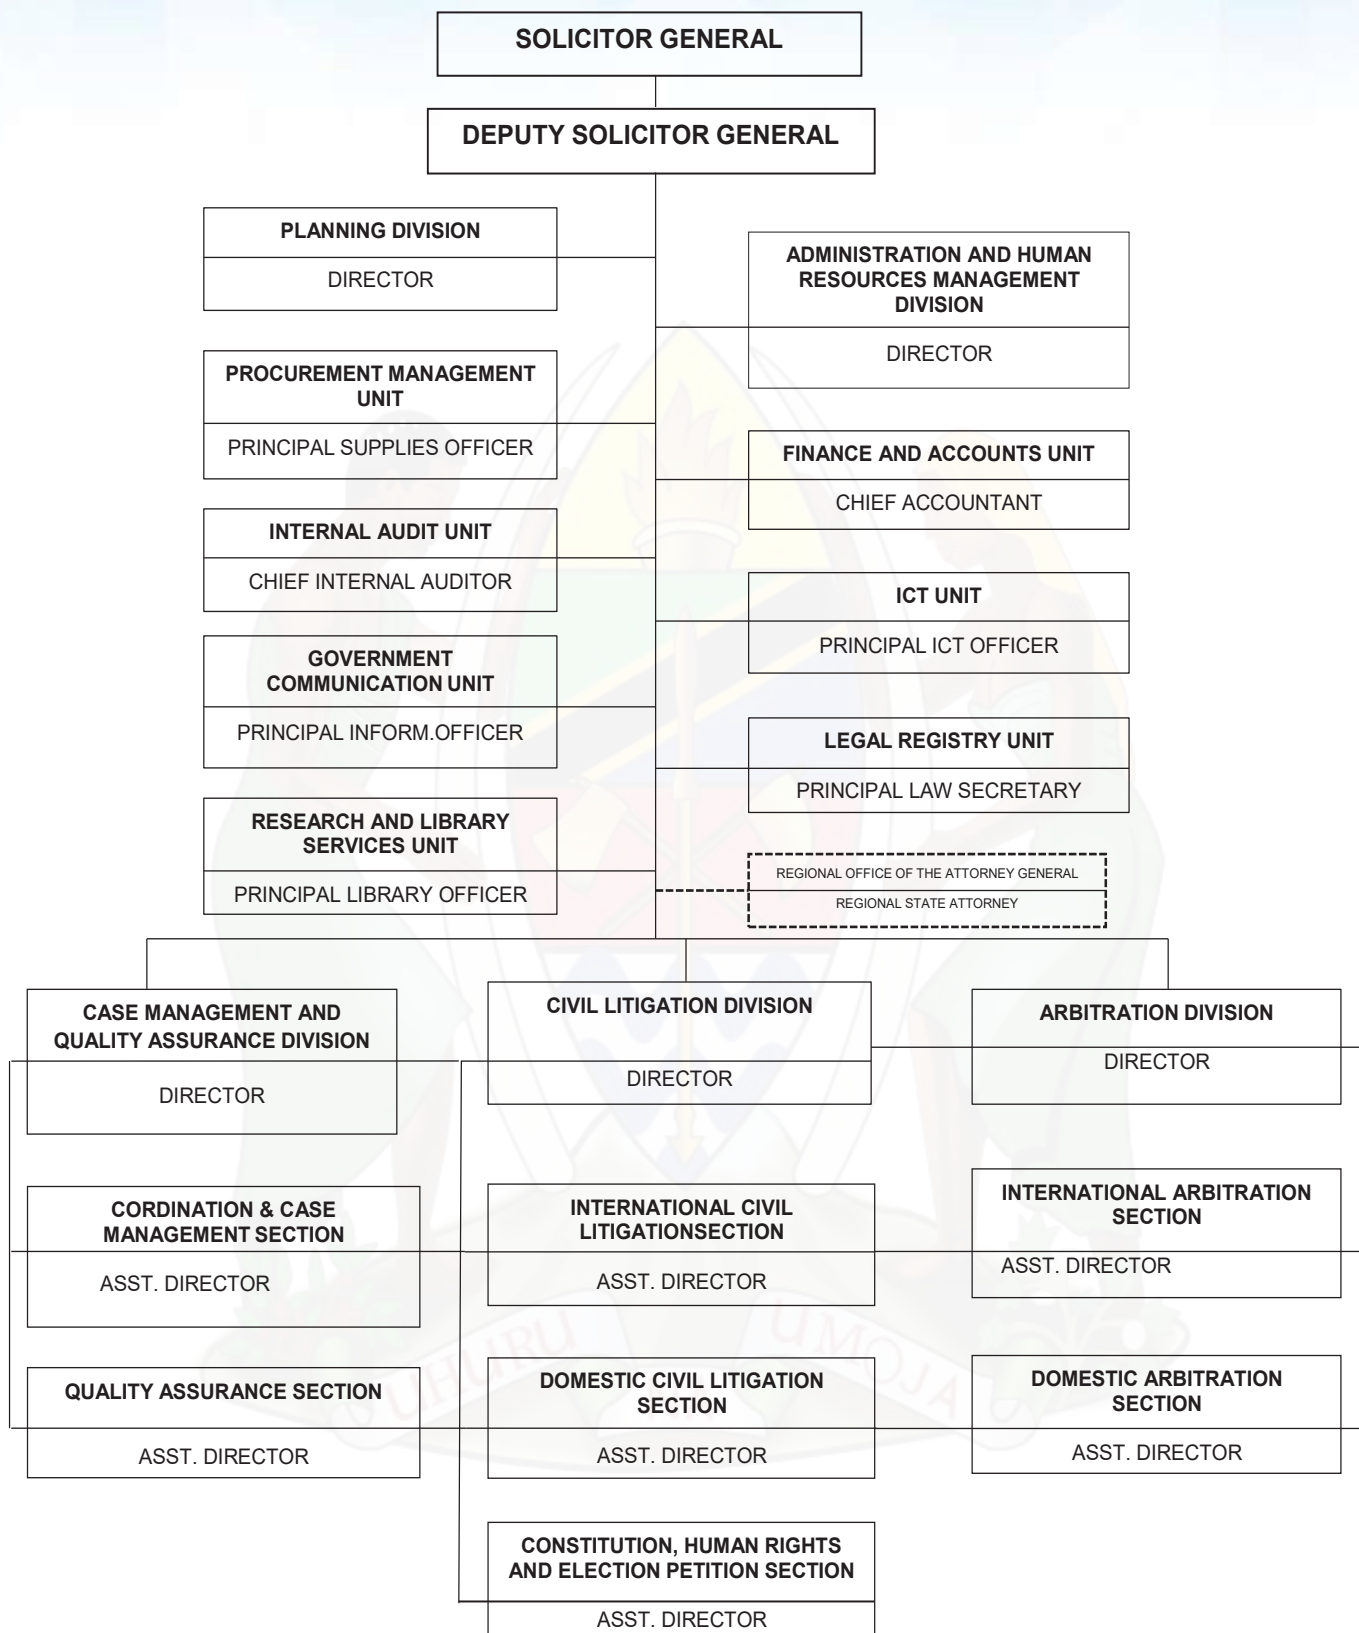 SOLICITOR GENERAL
DEPUTY SOLICITOR GENERAL
PLANNING DIVISION
DIRECTOR
ADMINISTRATION AND HUMAN
RESOURCES MANAGEMENT
DIVISION
DIRECTOR
PROCUREMENT MANAGEMENT
UNIT
PRINCIPAL SUPPLIES OFFICER
FINANCE AND ACCOUNTS UNIT
CHIEF ACCOUNTANT
INTERNAL AUDIT UNIT
CHIEF INTERNAL AUDITOR
ICT UNIT
PRINCIPAL ICT OFFICER
GOVERNMENT
COMMUNICATION UNIT
PRINCIPAL INFORM.OFFICER
LEGAL REGISTRY UNIT
PRINCIPAL LAW SECRETARY
RESEARCH AND LIBRARY
SERVICES UNIT
PRINCIPAL LIBRARY OFFICER
REGIONAL OFFICE OF THE ATTORNEY GENERAL
REGIONAL STATE ATTORNEY
CASE MANAGEMENT AND
QUALITY ASSURANCE DIVISION
DIRECTOR
CIVIL LITIGATION DIVISION
DIRECTOR
ARBITRATION DIVISION
DIRECTOR
CORDINATION & CASE
MANAGEMENT SECTION
ASST. DIRECTOR
INTERNATIONAL CIVIL
LITIGATIONSECTION
ASST. DIRECTOR
INTERNATIONAL ARBITRATION
SECTION
ASST. DIRECTOR
QUALITY ASSURANCE SECTION
ASST. DIRECTOR
DOMESTIC CIVIL LITIGATION
SECTION
ASST. DIRECTOR
DOMESTIC ARBITRATION
SECTION
ASST. DIRECTOR
CONSTITUTION, HUMAN RIGHTS
AND ELECTION PETITION SECTION
ASST. DIRECTOR
UHURU NA UMOJA